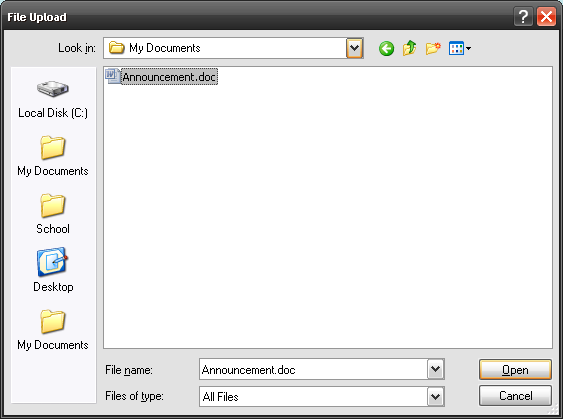 File Upload
Look in:
My Documents
Local Disk (C:)
My Documents
School
Desktop
My Documents
Announcement.doc
File name:
Announcement.doc
Open
Files of type:
All Files
Cancel